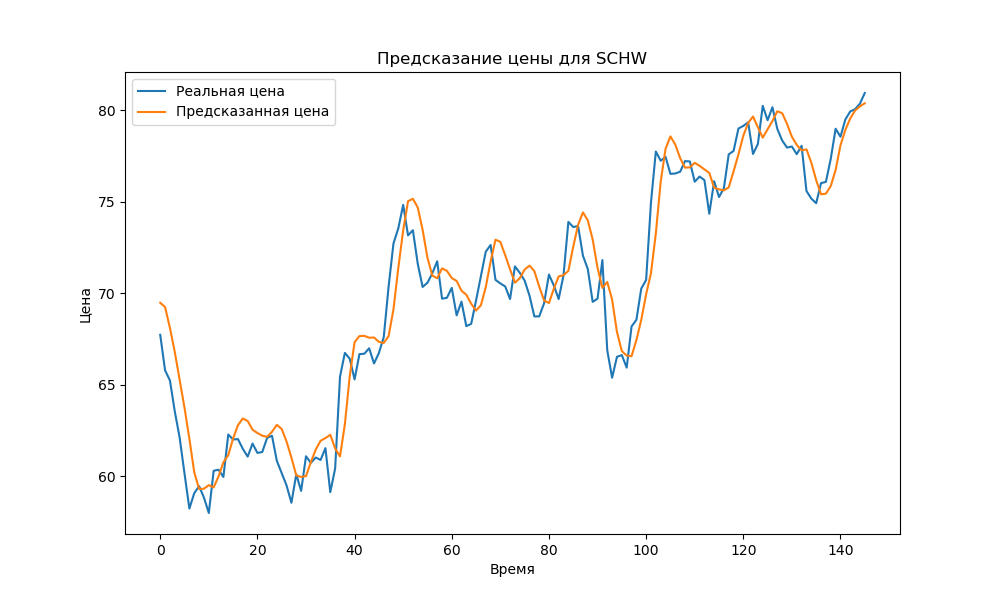 Предсказание цены для SCHW
Реальная цена
Предсказанная цена
Цена
80
75
70
65
60
0 20 40 60 80 100 120 140
Время